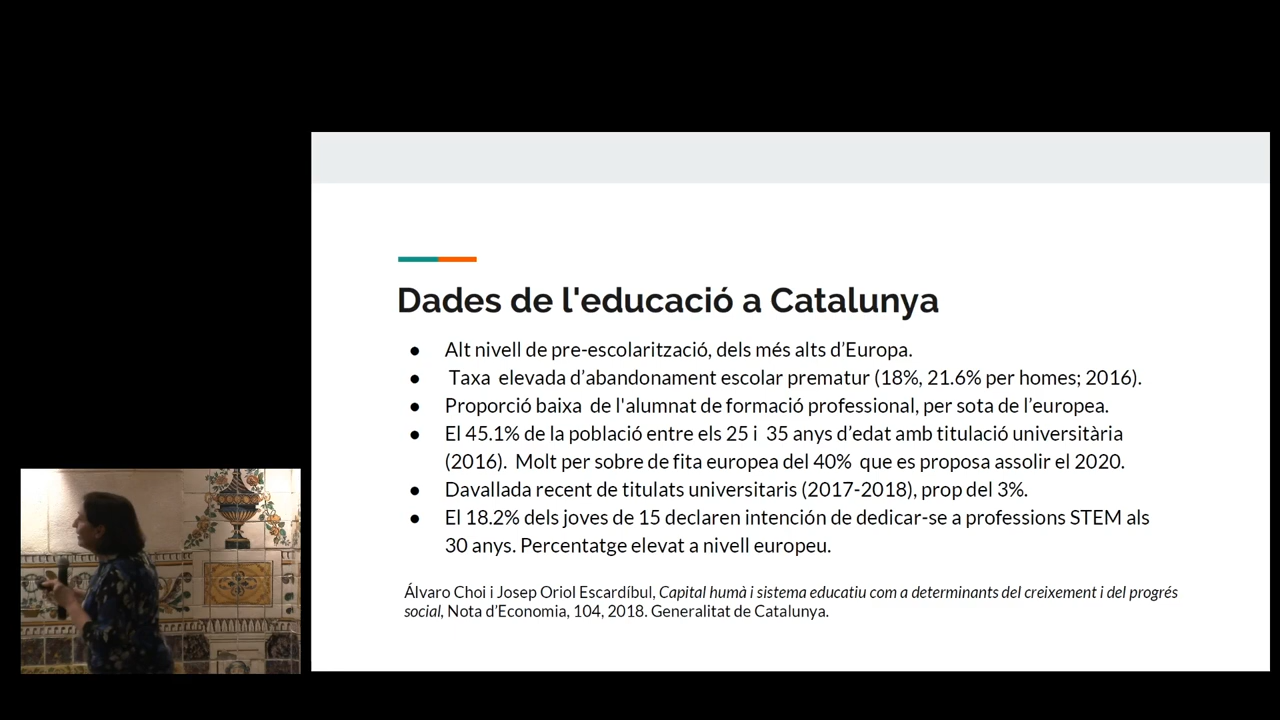 Dades de l'educació a Catalunya
● Alt nivell de pre-escolarització, dels més alts d’Europa.
● Taxa elevada d’abandonament escolar prematur (18%, 21.6% per homes; 2016).
● Proporció baixa de l'alumnat de formació professional, per sota de l’europea.
● El 45.1% de la població entre els 25 i 35 anys d’edat amb titulació universitària
(2016). Molt per sobre de fita europea del 40% que es proposa assolir el 2020.
● Davallada recent de titulats universitaris (2017-2018), prop del 3%.
● El 18.2% dels joves de 15 declaren intención de dedicar-se a professions STEM als
30 anys. Percentatge elevat a nivell europeu.
Álvaro Choi i Josep Oriol Escardíbul, Capital humà i sistema educatiu com a determinants del creixement i del progrés
social, Nota d’Economia, 104, 2018. Generalitat de Catalunya.